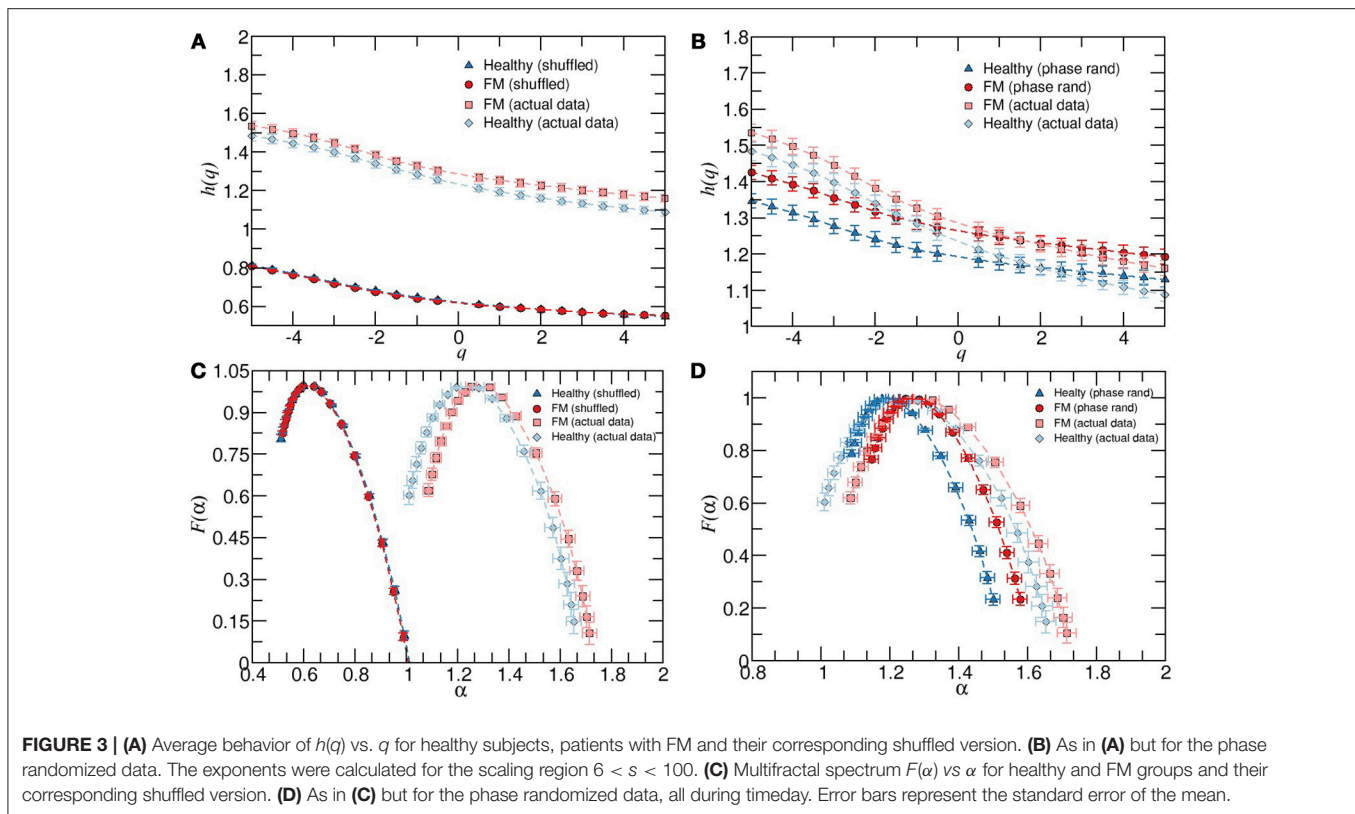 A
2
1.8
1.6
1.4
1.2
1
0.8
0.6
h(q)
-4
-2
0
2
4
q
Healthy (shuffled)
FM (shuffled)
FM (actual data)
Healthy (actual data)
B
1.8
1.7
1.6
1.5
1.4
1.3
1.2
1.1
1
h(q)
-4
-2
0
2
4
q
Healthy (phase rand)
FM (phase rand)
FM (actual data)
Healthy (actual data)
C
1.05
0.9
0.75
0.6
0.45
0.3
0.15
0
F(α)
0.4
0.6
0.8
1
1.2
1.4
1.6
1.8
2
α
Healthy (shuffled)
FM (shuffled)
FM (actual data)
Healthy (actual data)
D
1
0.8
0.6
0.4
0.2
0
F(α)
0.8
1
1.2
1.4
1.6
1.8
2
α
Healty (phase rand)
FM (phase rand)
FM (actual data)
Healthy (actual data)
FIGURE 3 | (A) Average behavior of h(q) vs. q for healthy subjects, patients with FM and their corresponding shuffled version. (B) As in (A) but for the phase
randomized data. The exponents were calculated for the scaling region 6 < s < 100. (C) Multifractal spectrum F(α) vs α for healthy and FM groups and their
corresponding shuffled version. (D) As in (C) but for the phase randomized data, all during timeday. Error bars represent the standard error of the mean.